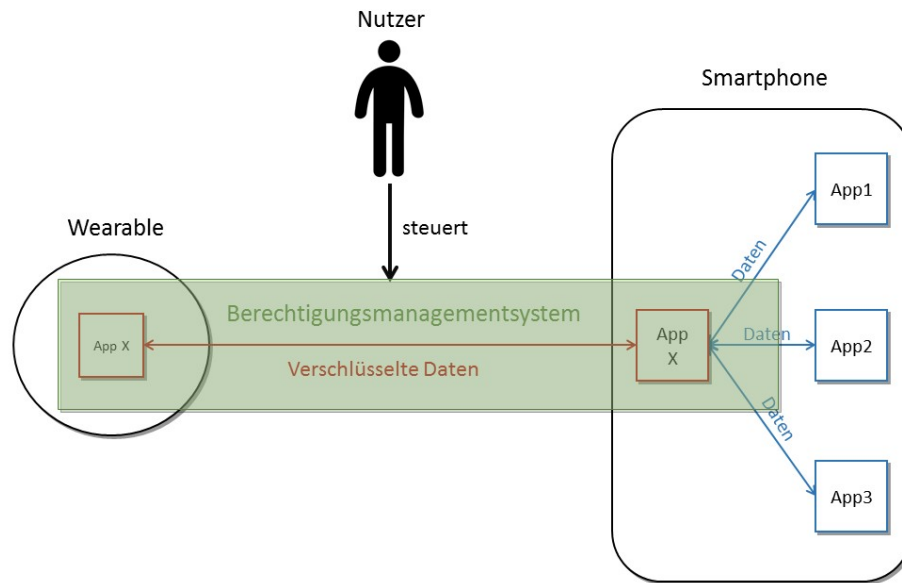 Nutzer
Smartphone
App1
Wearable
steuert
Daten
Berechtigungsmanagementsystem
App X
App
X
Daten
App2
Verschlüsselte Daten
Daten
App3